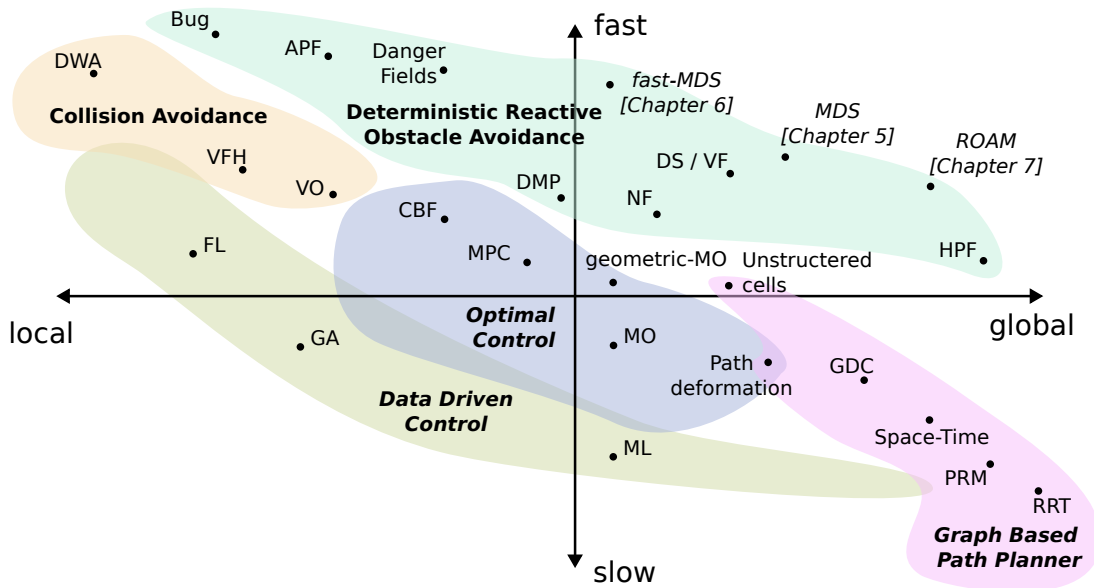 Bug
fast
DWA
APF
Danger
Fields
fast-MDS
[Chapter 6]
MDS
[Chapter 5]
ROAM
[Chapter 7]
Collision Avoidance
Deterministic Reactive
Obstacle Avoidance
VFH
VO
DMP
DS / VF
NF
CBF
FL
MPC
geometric-MO
Unstructered
cells
HPF
local
global
Optimal
Control
GA
MO
Path
deformation
GDC
Data Driven
Control
Space-Time
ML
PRM
RRT
Graph Based
Path Planner
slow